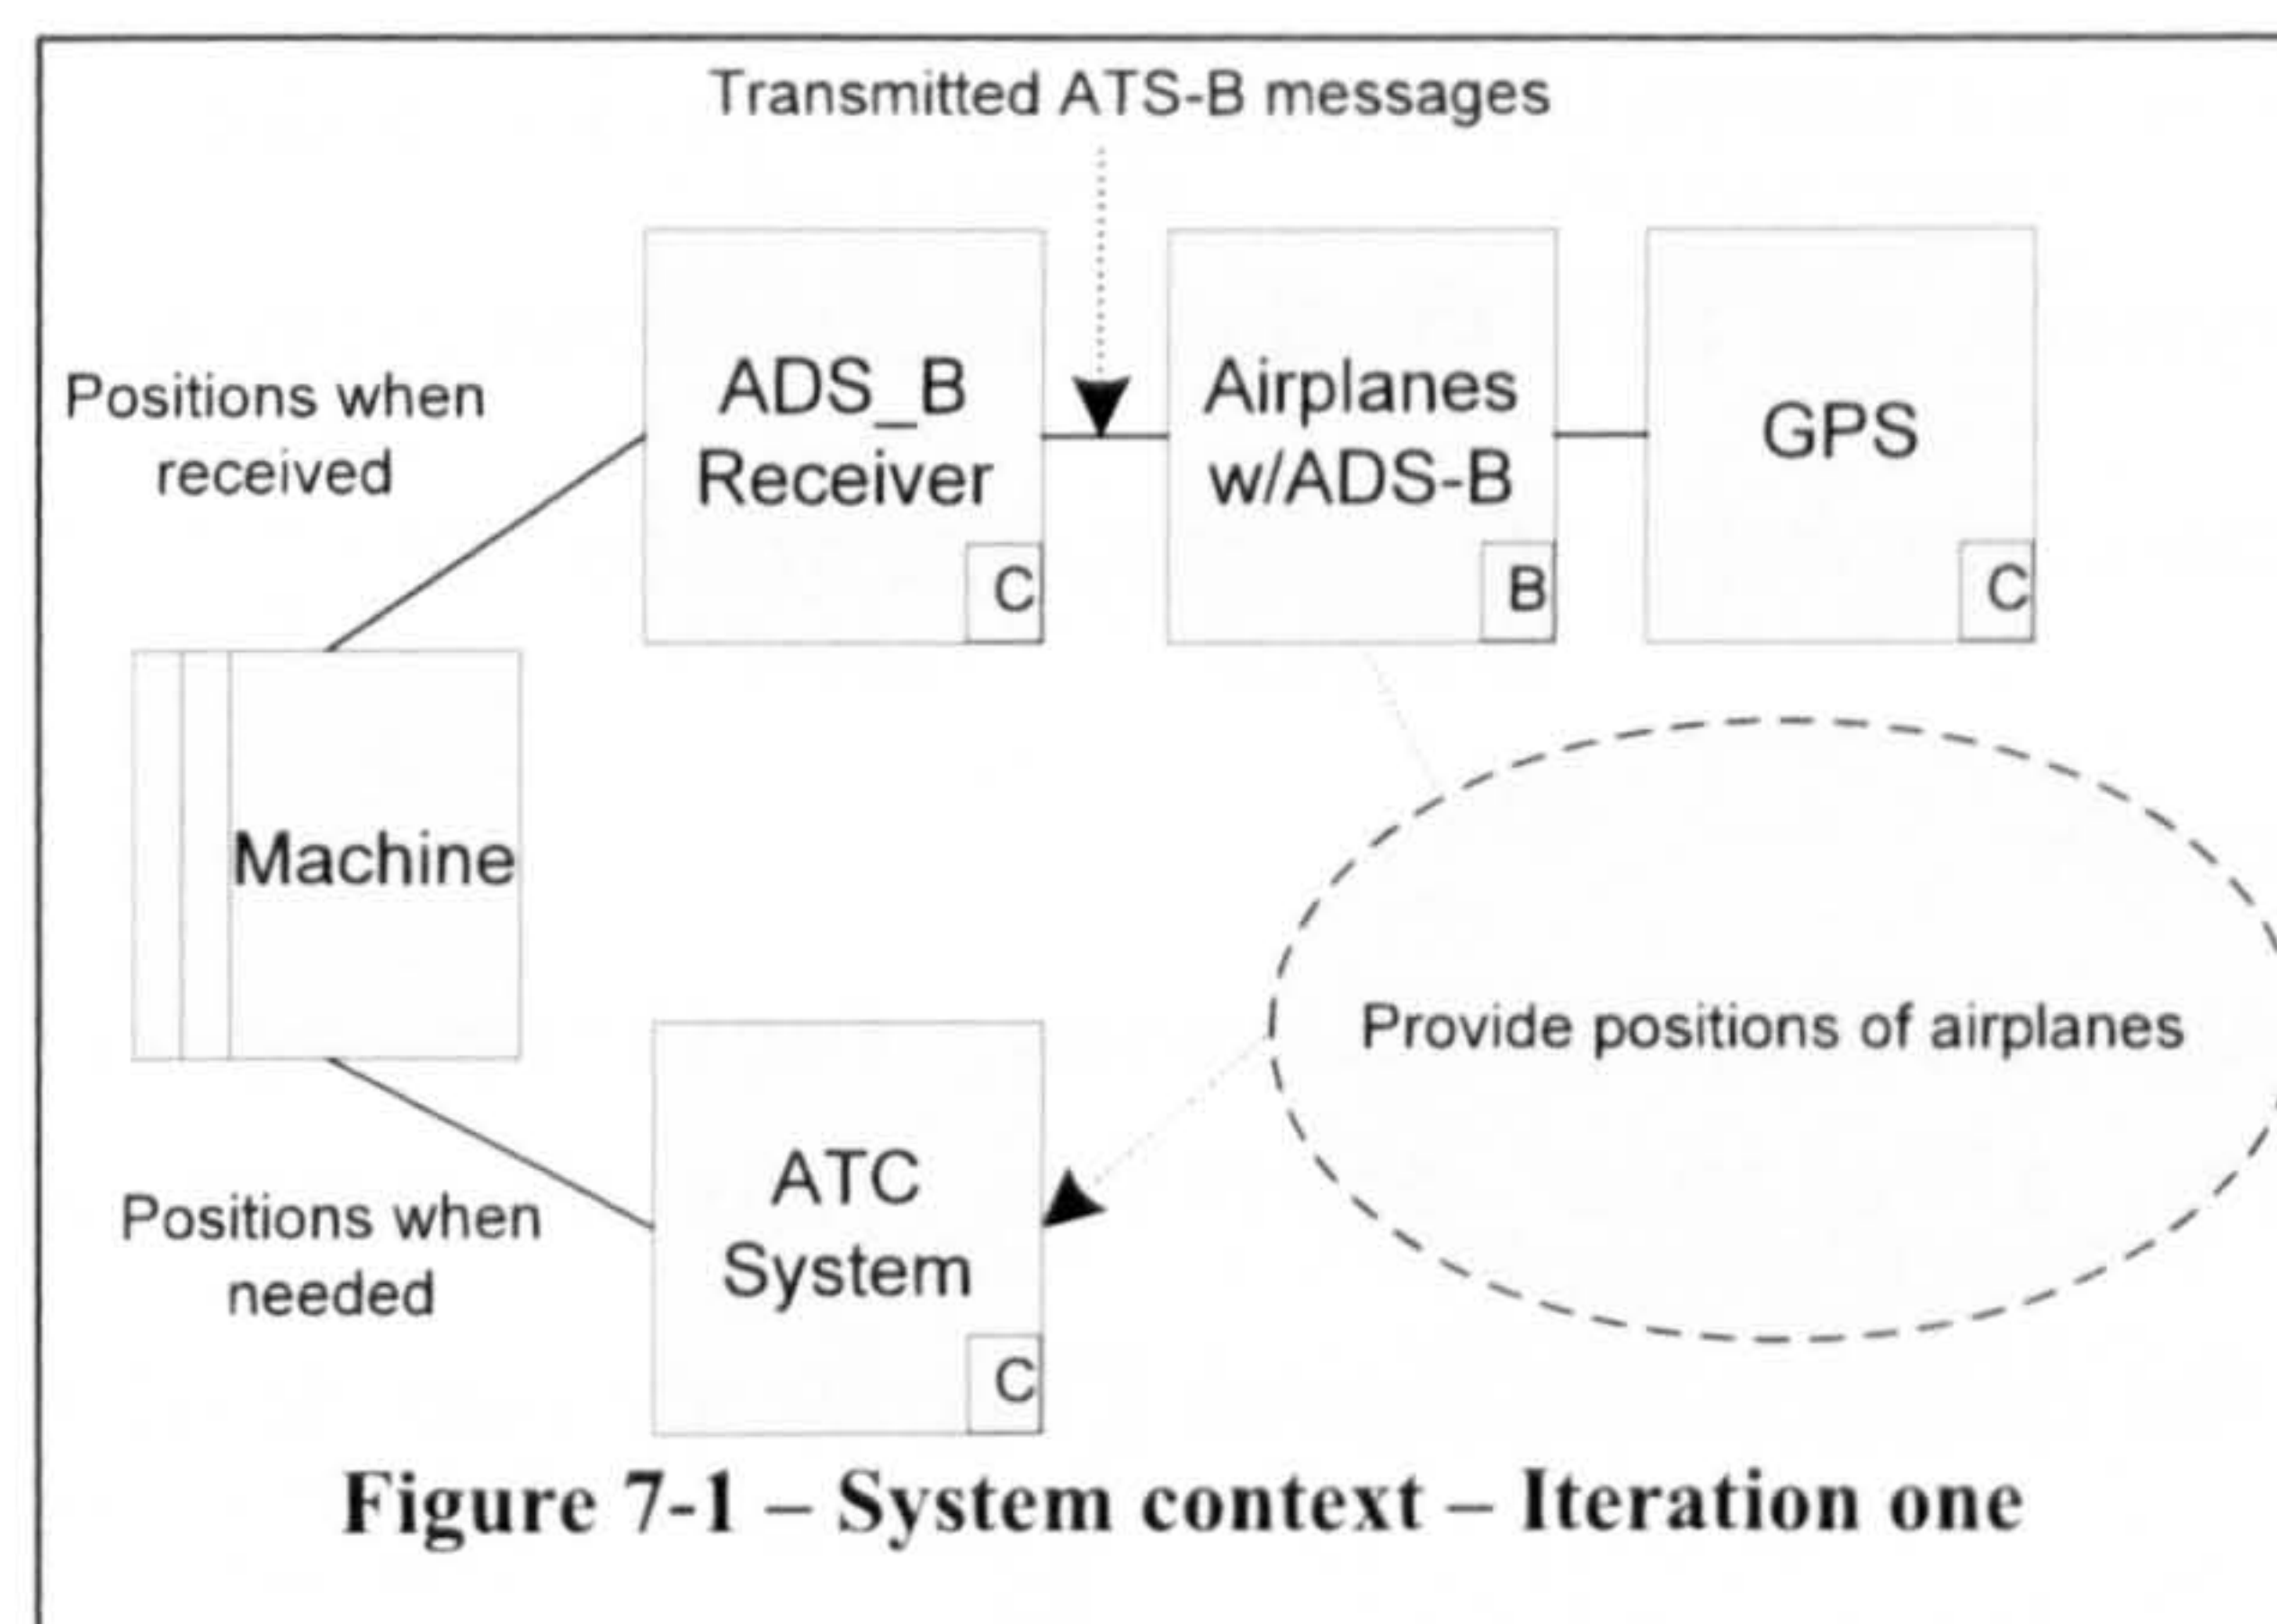 Transmitted ATS-B messages
Positions when
received
ADS_B
Receiver
C
Airplanes
w/ADS-B
B
GPS
C
Machine
Provide positions of airplanes
Positions when
needed
ATC
System
C
Figure 7-1 – System context – Iteration one